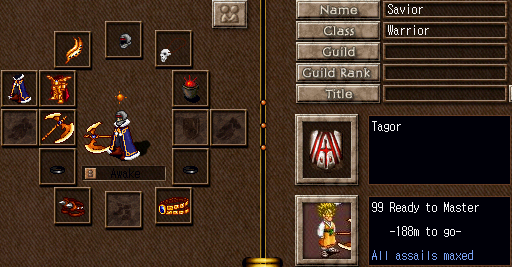 Name Savior
Class Warrior
Guild
Guild Rank
Title
Tagor
Awake
99 Ready to Master
-188m to go-
All assails maxed